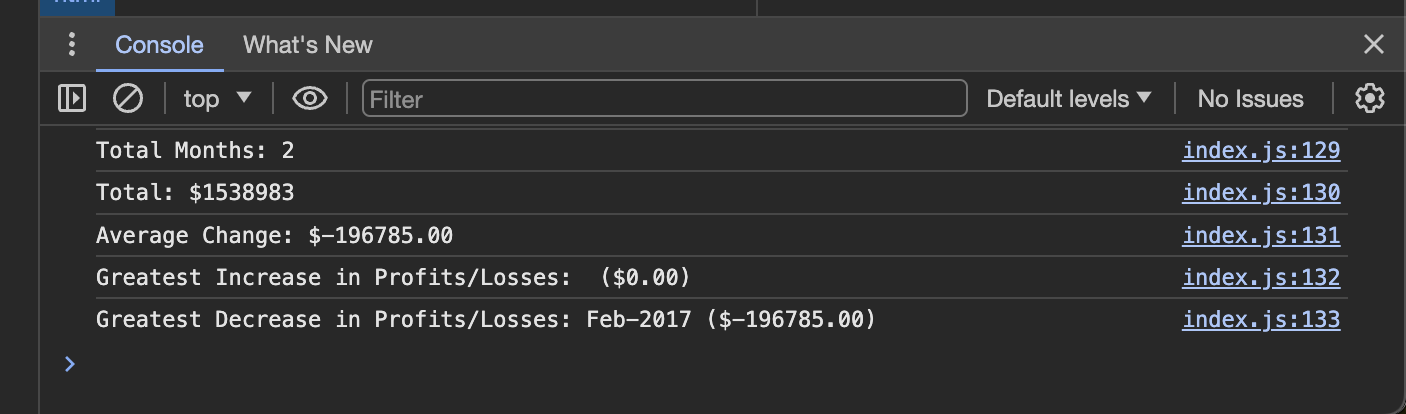 Console What's New
top Filter Default levels No Issues
Total Months: 2 index.js:129
Total: $1538983 index.js:130
Average Change: $-196785.00 index.js:131
Greatest Increase in Profits/Losses:  ($0.00) index.js:132
Greatest Decrease in Profits/Losses: Feb-2017 ($-196785.00) index.js:133